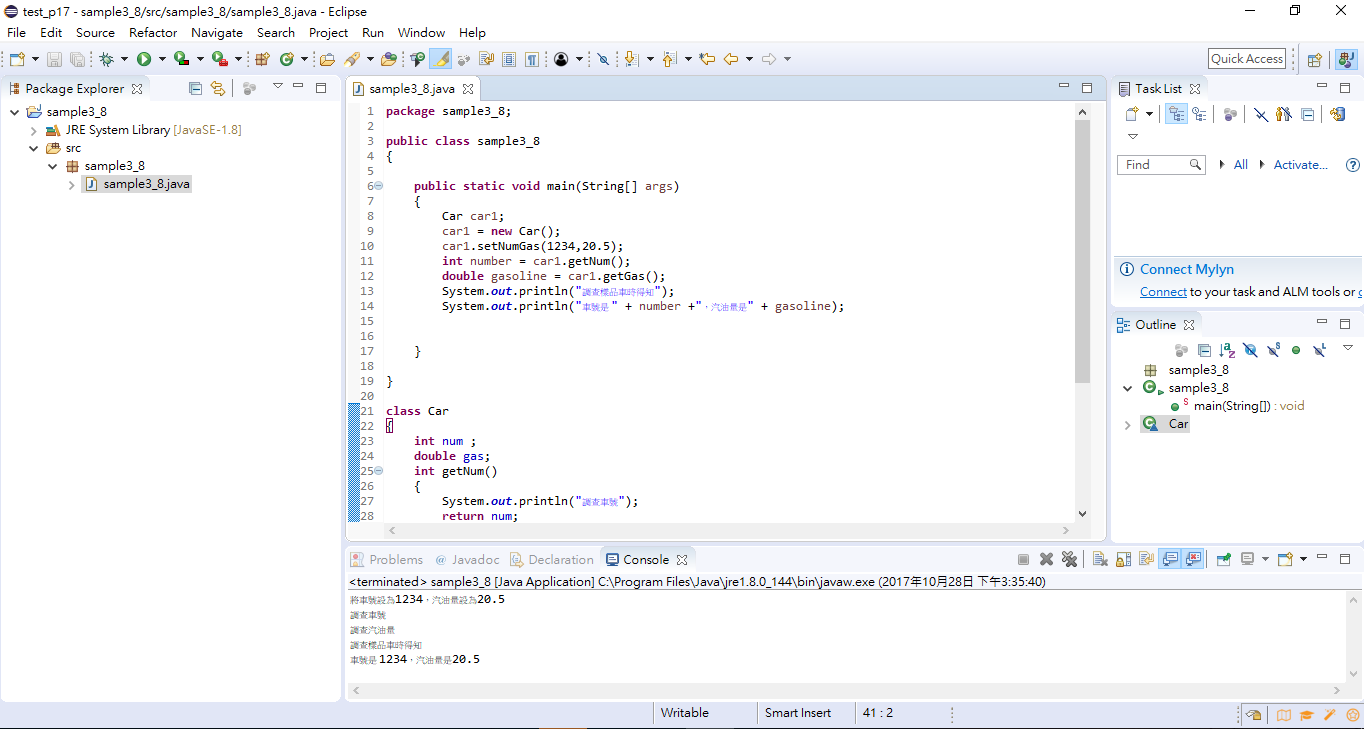 test_p17 - sample3_8/src/sample3_8/sample3_8.java - Eclipse
File Edit Source Refactor Navigate Search Project Run Window Help
Quick Access
Package Explorer
sample3_8
JRE System Library [JavaSE-1.8]
src
sample3_8
sample3_8.java
sample3_8.java
1 package sample3_8;
2
3 public class sample3_8
4 {
5
6 public static void main(String[] args)
7 {
8 Car car1;
9 car1 = new Car();
10 car1.setNumGas(1234,20.5);
11 int number = car1.getNum();
12 double gasoline = car1.getGas();
13 System.out.println("調查樣品車時得知");
14 System.out.println("車號是" + number +"，汽油量是" + gasoline);
15
16
17 }
18
19 }
20
21 class Car
22 {
23 int num ;
24 double gas;
25 int getNum()
26 {
27 System.out.println("調查車號");
28 return num;
Task List
Find All Activate...
Connect Mylyn
Connect to your task and ALM tools or c
Outline
sample3_8
sample3_8
main(String[]) : void
Car
Problems @ Javadoc Declaration Console
<terminated> sample3_8 [Java Application] C:\Program Files\Java\jre1.8.0_144\bin\javaw.exe (2017年10月28日 下午3:35:40)
將車號設為1234，汽油量設為20.5
調查車號
調查汽油量
調查樣品車時得知
車號是1234，汽油量是20.5
Writable Smart Insert 41 : 2